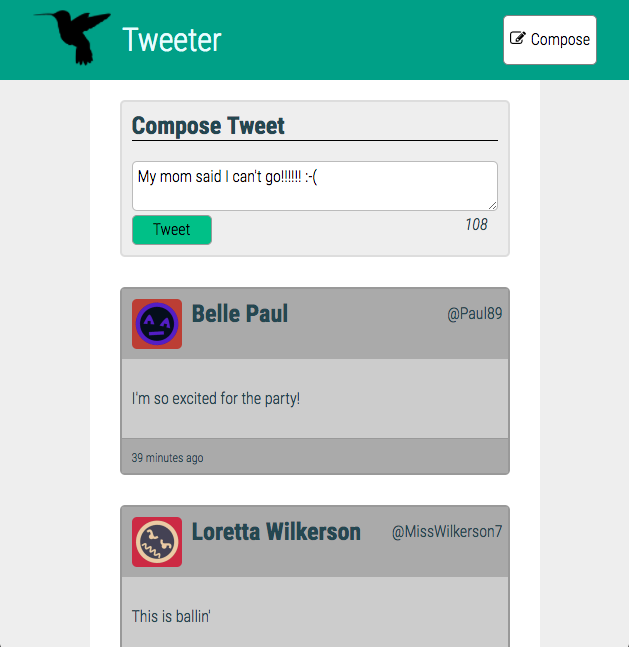 Tweeter
Compose
Compose Tweet
My mom said I can't go!!!!!! :-(
Tweet
108
Belle Paul
@Paul89
I'm so excited for the party!
39 minutes ago
Loretta Wilkerson
@MissWilkerson7
This is ballin'